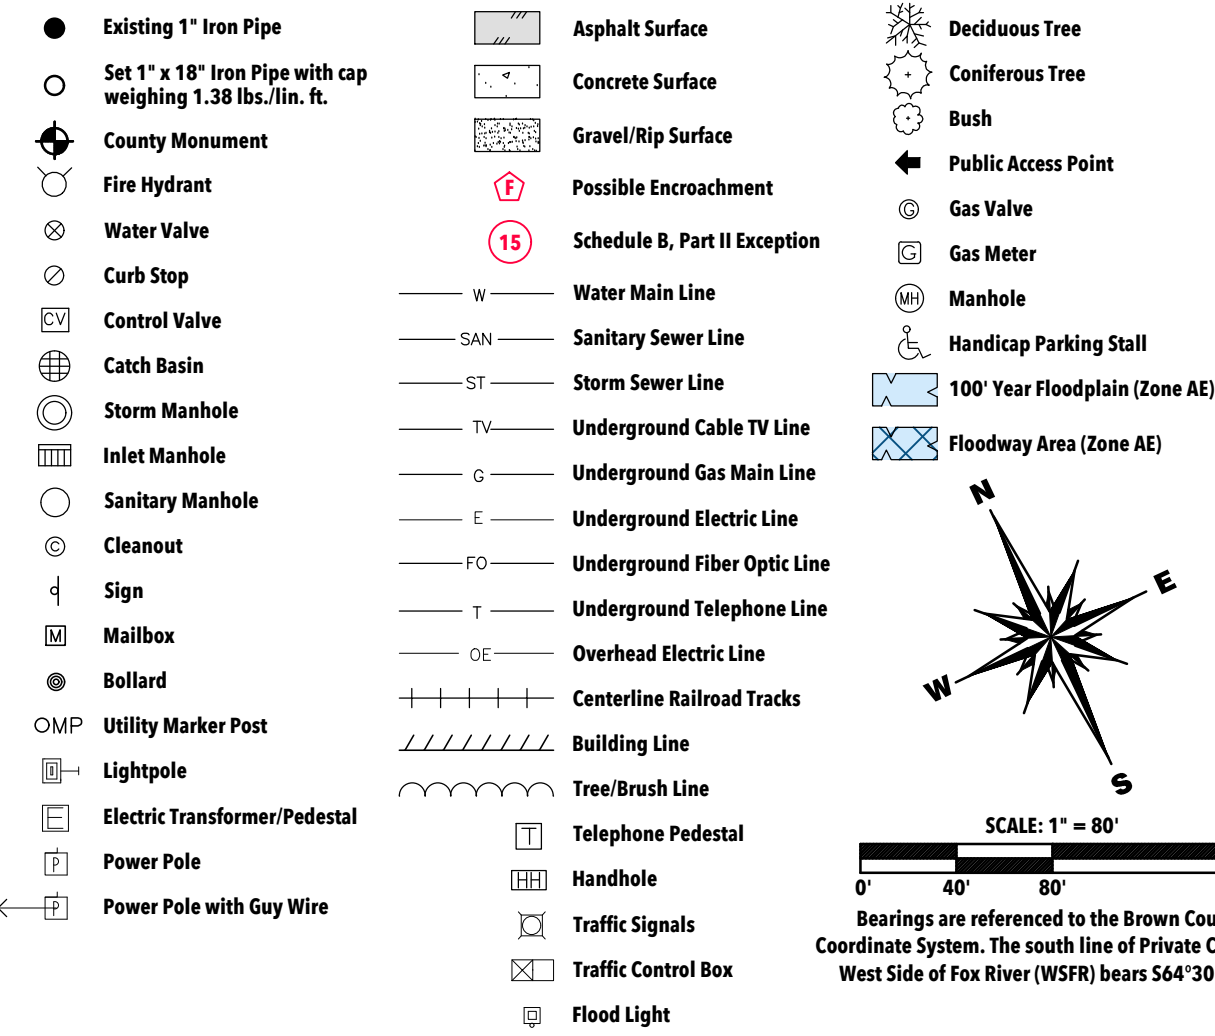 Existing 1" Iron Pipe
Set 1" x 18" Iron Pipe with cap
weighing 1.38 lbs./lin. ft.
County Monument
Fire Hydrant
Water Valve
Curb Stop
CV Control Valve
Catch Basin
Storm Manhole
Inlet Manhole
Sanitary Manhole
C Cleanout
Sign
M Mailbox
Bollard
OMP Utility Marker Post
Lightpole
E Electric Transformer/Pedestal
P Power Pole
P Power Pole with Guy Wire
Asphalt Surface
Concrete Surface
Gravel/Rip Surface
F Possible Encroachment
15 Schedule B, Part II Exception
W Water Main Line
SAN Sanitary Sewer Line
ST Storm Sewer Line
TV Underground Cable TV Line
G Underground Gas Main Line
E Underground Electric Line
FO Underground Fiber Optic Line
T Underground Telephone Line
OE Overhead Electric Line
Centerline Railroad Tracks
Building Line
Tree/Brush Line
T Telephone Pedestal
HH Handhole
Traffic Signals
Traffic Control Box
Flood Light
Deciduous Tree
Coniferous Tree
Bush
Public Access Point
G Gas Valve
G Gas Meter
MH Manhole
Handicap Parking Stall
100' Year Floodplain (Zone AE)
Floodway Area (Zone AE)
N
E
W
S
SCALE: 1" = 80'
0' 40' 80'
Bearings are referenced to the Brown Cou
Coordinate System. The south line of Private C
West Side of Fox River (WSFR) bears S64°30